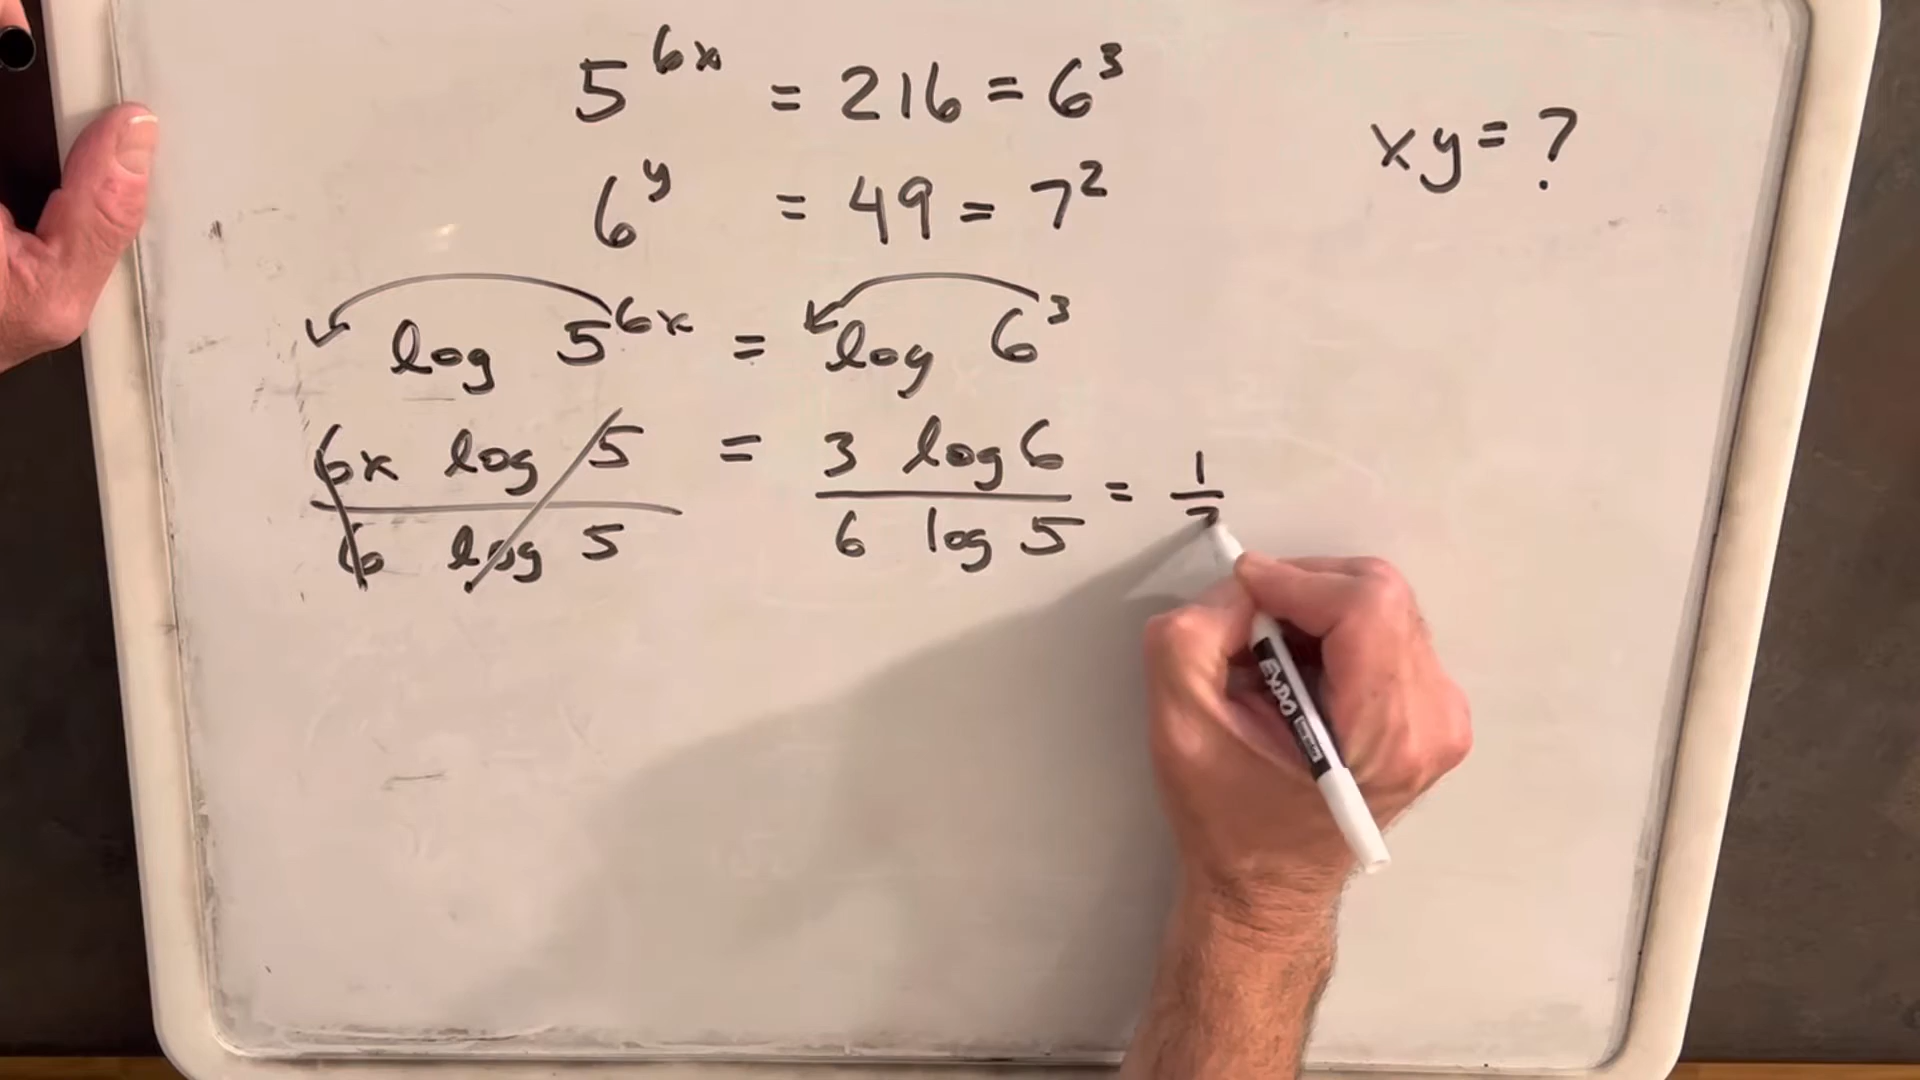 5^{6x} = 216 = 6^3
xy = ?
6^y = 49 = 7^2
log 5^{6x} = log 6^3
6x log 5 = 3 log 6
6 log 5 6 log 5 = 1
EXPO